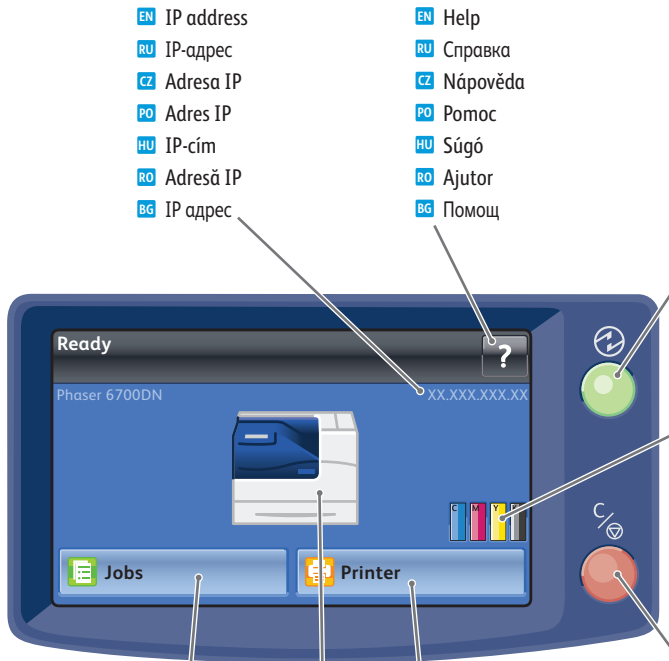 EN IP address
RU IP-адрес
CZ Adresa IP
PO Adres IP
HU IP-cím
RO Adresă IP
BG IP адрес
EN Help
RU Справка
CZ Nápověda
PO Pomoc
HU Súgó
RO Ajutor
BG Помощ
Ready
?
Phaser 6700DN
XX.XXX.XXX.XX
C M Y K
C/
Jobs
Printer